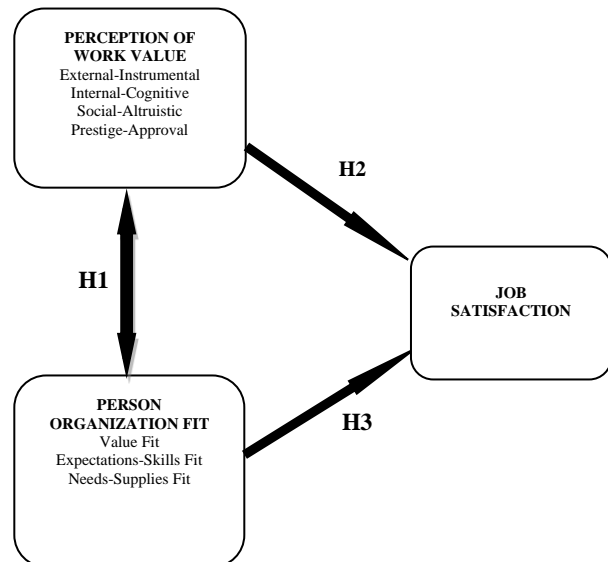 PERCEPTION OF
WORK VALUE
External-Instrumental
Internal-Cognitive
Social-Altruistic
Prestige-Approval
H2
H1
JOB
SATISFACTION
PERSON
ORGANIZATION FIT
Value Fit
Expectations-Skills Fit
Needs-Supplies Fit
H3